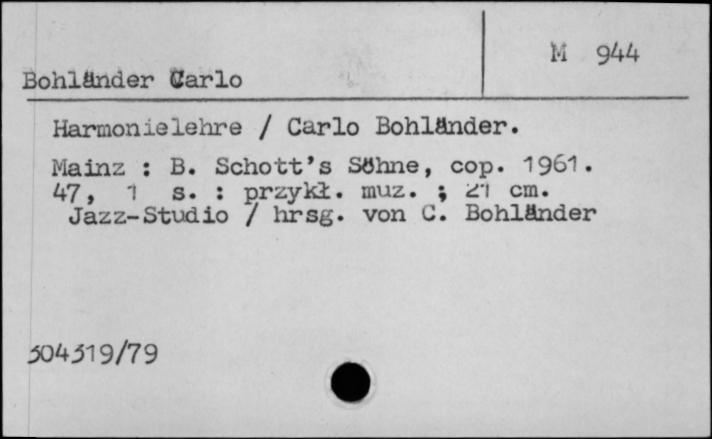 M 944
Bohländer Carlo
Harmonielehre / Carlo Bohländer.
Mainz : B. Schott's Söhne, cop. 1961.
47, 1 s. : przykł. muz. ; 21 cm.
Jazz-Studio / hrsg. von C. Bohländer
304319/79